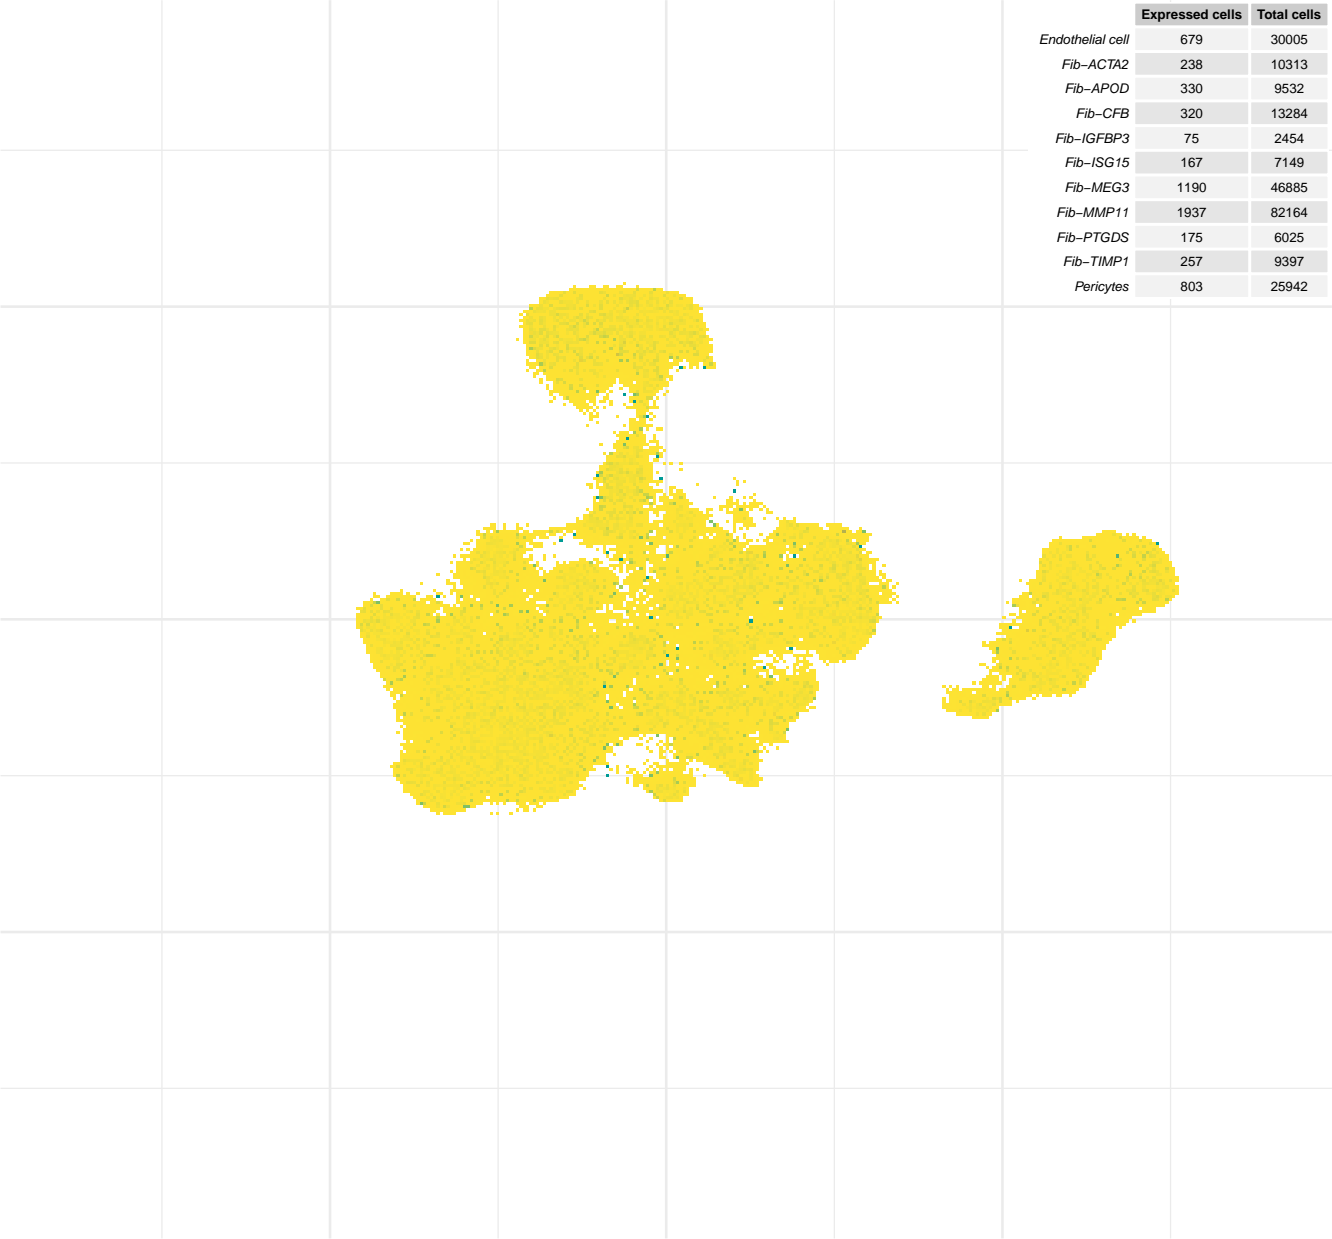 Expressed cells Total cells
Endothelial cell 679 30005
Fib−ACTA2 238 10313
Fib−APOD 330 9532
Fib−CFB 320 13284
Fib−IGFBP3 75 2454
Fib−ISG15 167 7149
Fib−MEG3 1190 46885
Fib−MMP11 1937 82164
Fib−PTGDS 175 6025
Fib−TIMP1 257 9397
Pericytes 803 25942